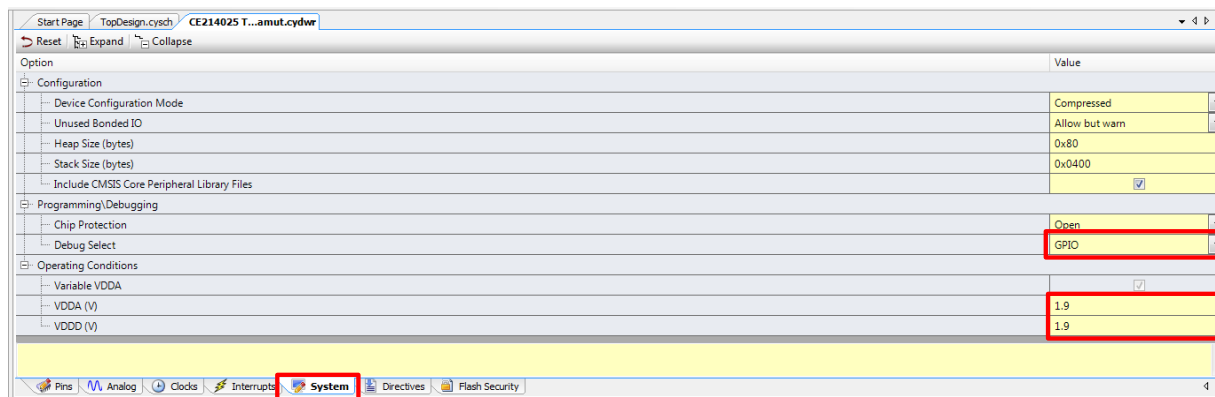 Start Page TopDesign.cysch CE214025 T...amut.cydwr
Reset Expand Collapse
Option Value
Configuration
Device Configuration Mode Compressed
Unused Bonded IO Allow but warn
Heap Size (bytes) 0x80
Stack Size (bytes) 0x0400
Include CMSIS Core Peripheral Library Files
Programming\Debugging
Chip Protection Open
Debug Select GPIO
Operating Conditions
Variable VDDA
VDDA (V) 1.9
VDDD (V) 1.9
Pins Analog Clocks Interrupts System Directives Flash Security